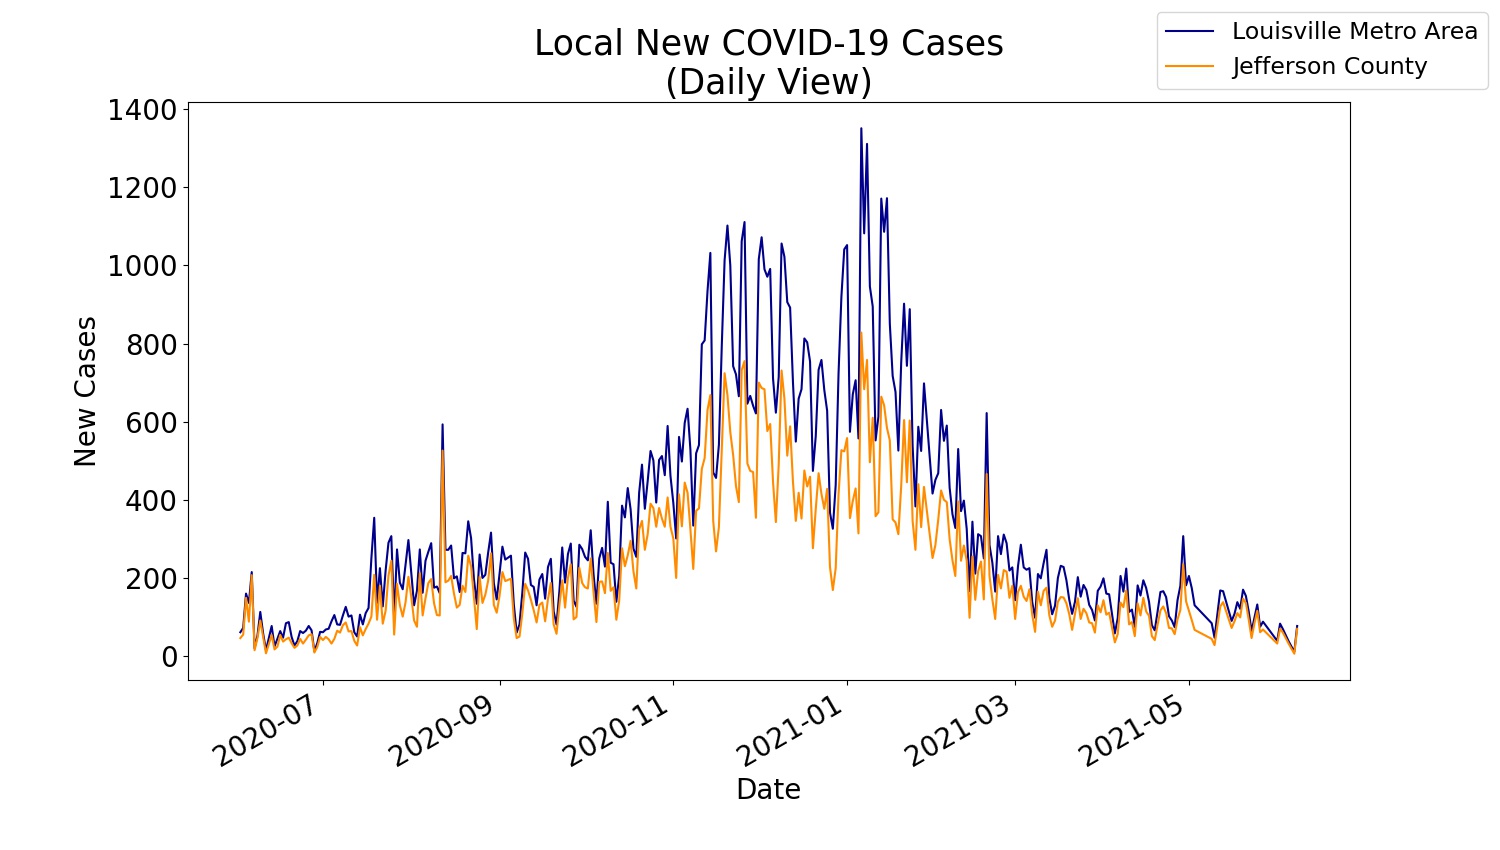 Local New COVID-19 Cases
(Daily View)
Louisville Metro Area
Jefferson County
New Cases
1400
1200
1000
800
600
400
200
0
2020-07
2020-09
2020-11
2021-01
2021-03
2021-05
Date